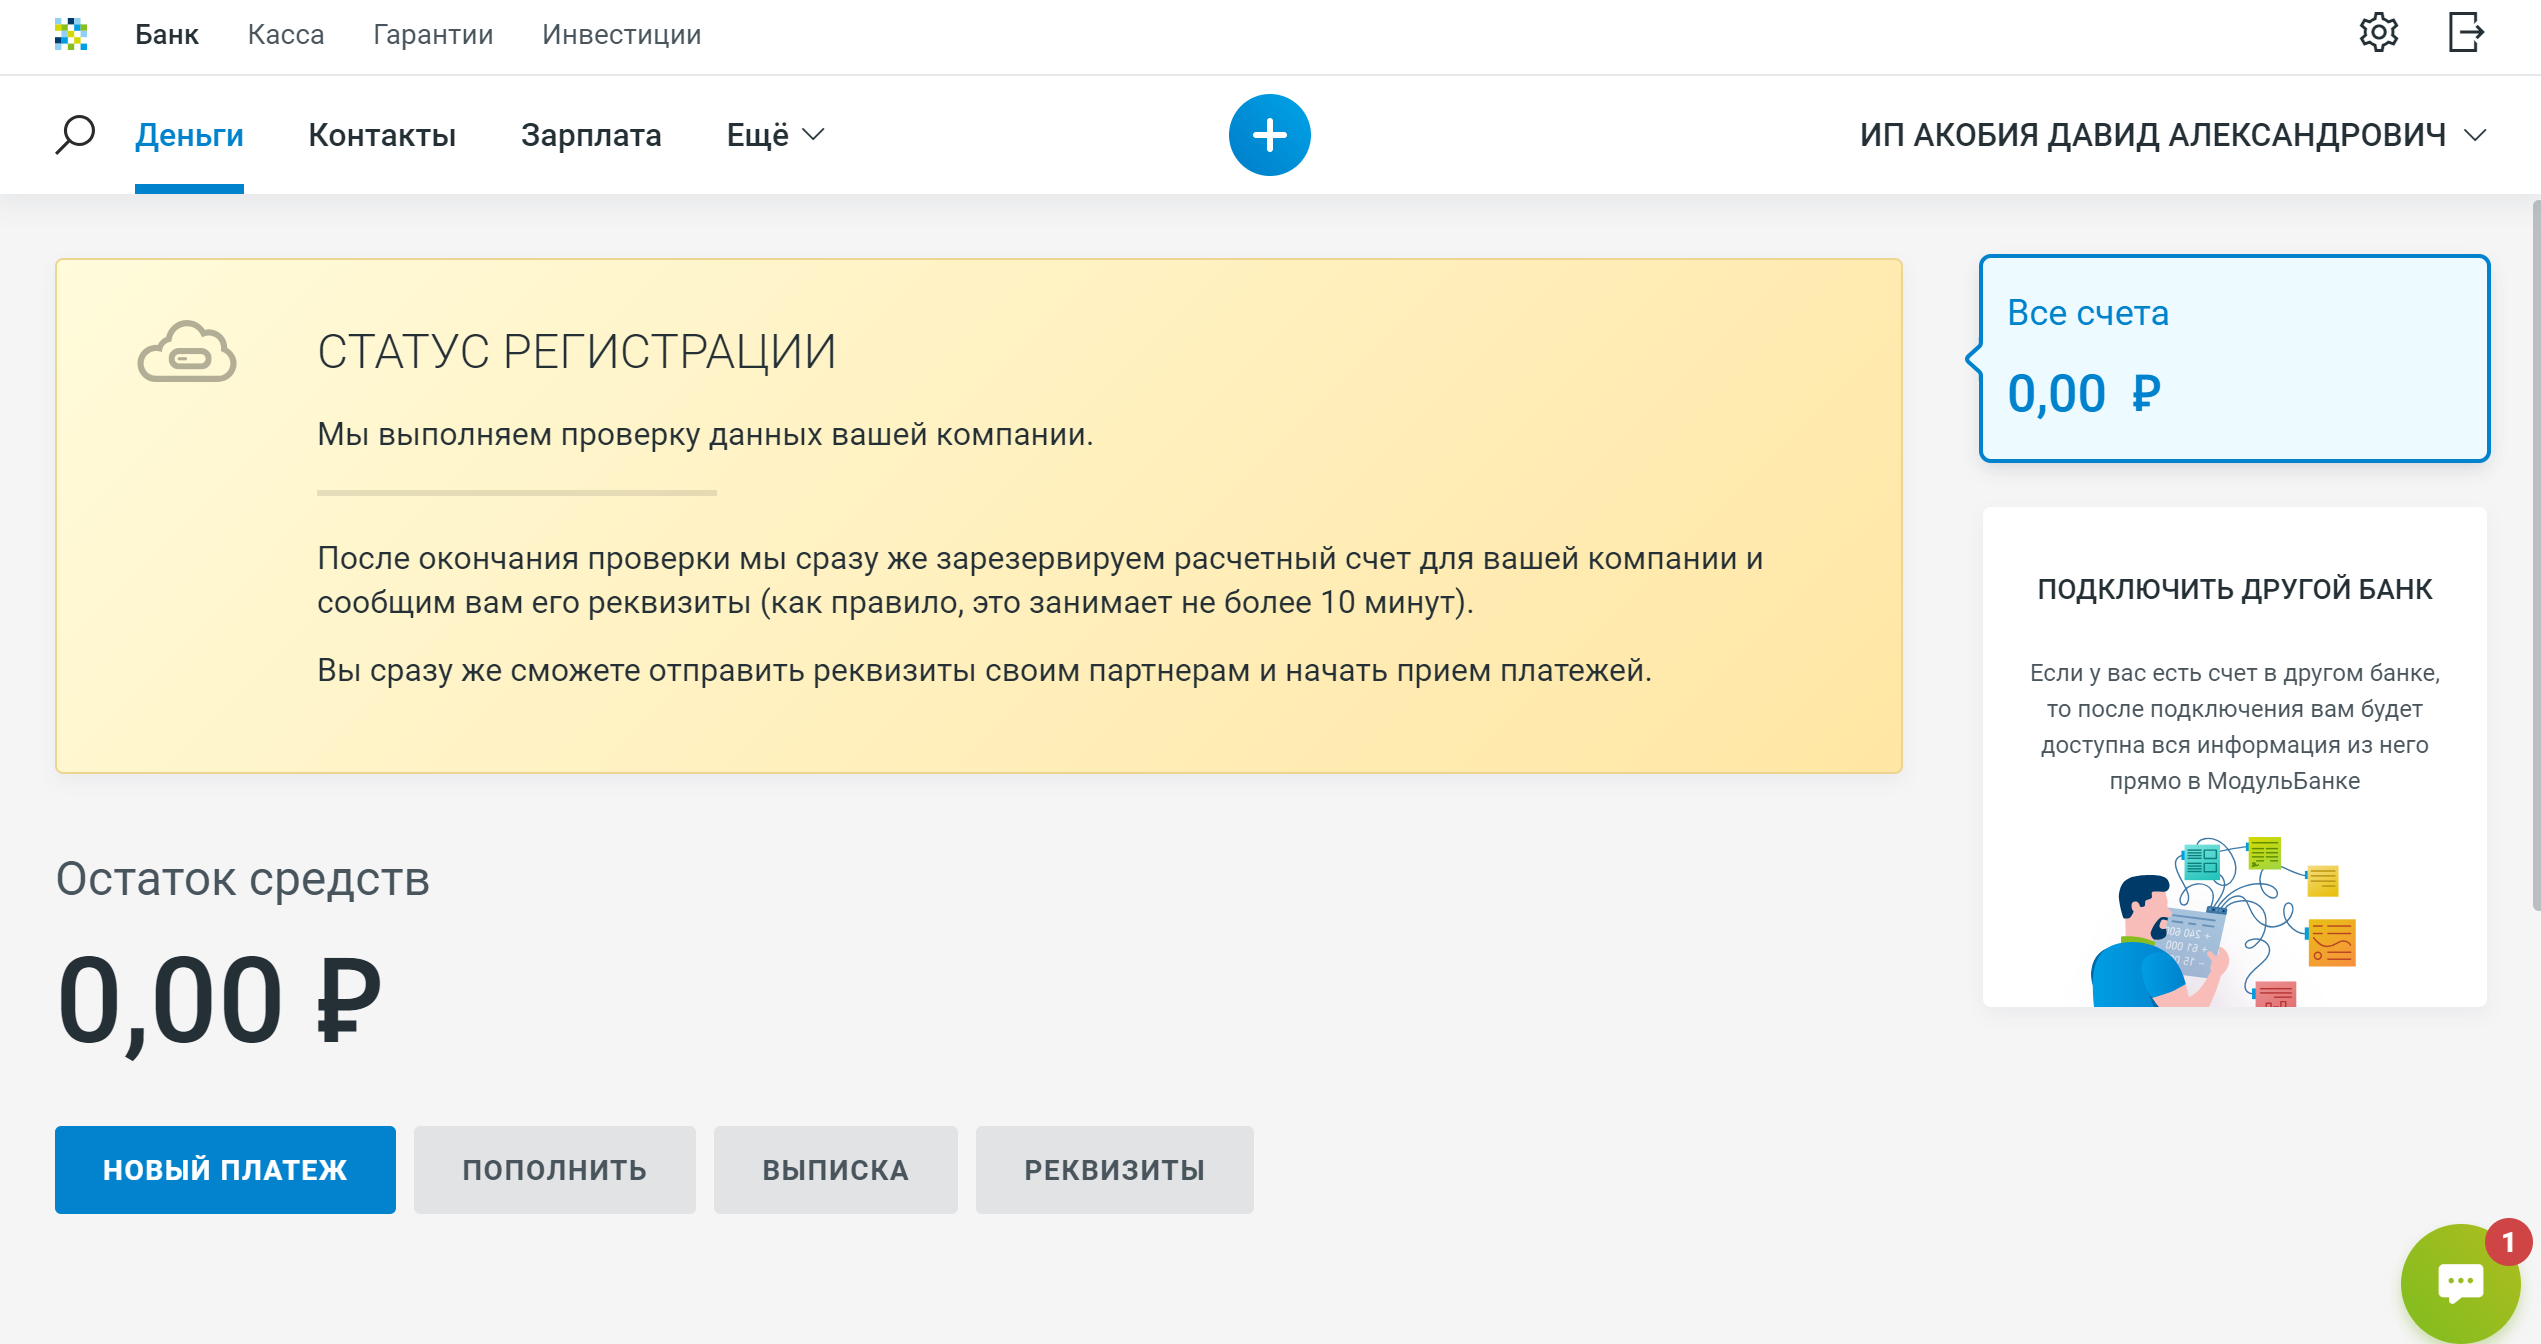 Банк Касса Гарантии Инвестиции
Деньги Контакты Зарплата Ещё
ИП АКОБИЯ ДАВИД АЛЕКСАНДРОВИЧ
СТАТУС РЕГИСТРАЦИИ
Мы выполняем проверку данных вашей компании.
После окончания проверки мы сразу же зарезервируем расчетный счет для вашей компании и
сообщим вам его реквизиты (как правило, это занимает не более 10 минут).
Вы сразу же сможете отправить реквизиты своим партнерам и начать прием платежей.
Остаток средств
0,00 ₽
НОВЫЙ ПЛАТЕЖ ПОПОЛНИТЬ ВЫПИСКА РЕКВИЗИТЫ
Все счета
0,00 ₽
ПОДКЛЮЧИТЬ ДРУГОЙ БАНК
Если у вас есть счет в другом банке,
то после подключения вам будет
доступна вся информация из него
прямо в МодульБанке
1